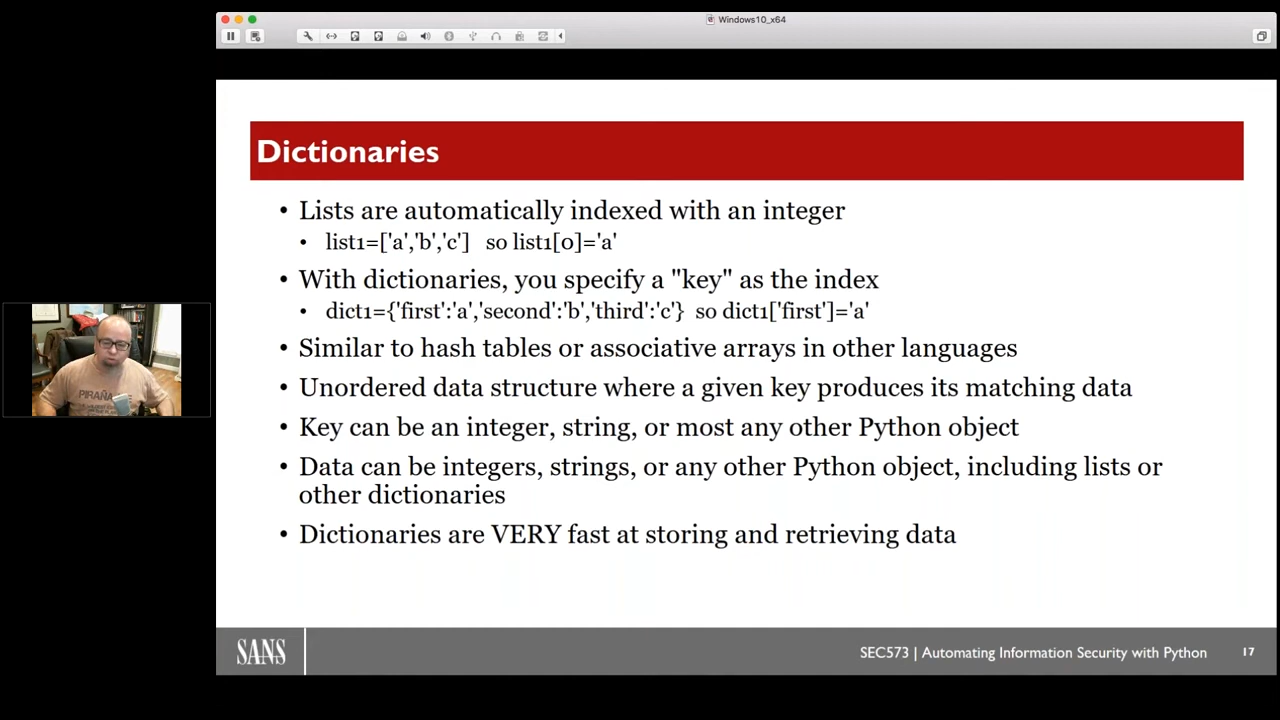 Windows10_x64
Dictionaries
• Lists are automatically indexed with an integer
• list1=['a','b','c'] so list1[0]='a'
• With dictionaries, you specify a "key" as the index
• dict1={'first':'a','second':'b','third':'c'} so dict1['first']='a'
• Similar to hash tables or associative arrays in other languages
• Unordered data structure where a given key produces its matching data
• Key can be an integer, string, or most any other Python object
• Data can be integers, strings, or any other Python object, including lists or
other dictionaries
• Dictionaries are VERY fast at storing and retrieving data
PIRAÑA
SANS
SEC573 | Automating Information Security with Python 17